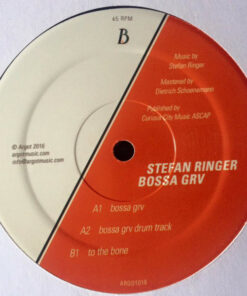 45 RPM
B
Music by
Stefan Ringer
Mastered by
Dietrich Schoenemann
Published by
Curious City Music ASCAP
© Argot 2016
argotmusic.com
info@argotmusic.com
STEFAN RINGER
BOSSA GRV
A1 bossa grv
A2 bossa grv drum track
B1 to the bone
ARGOT018